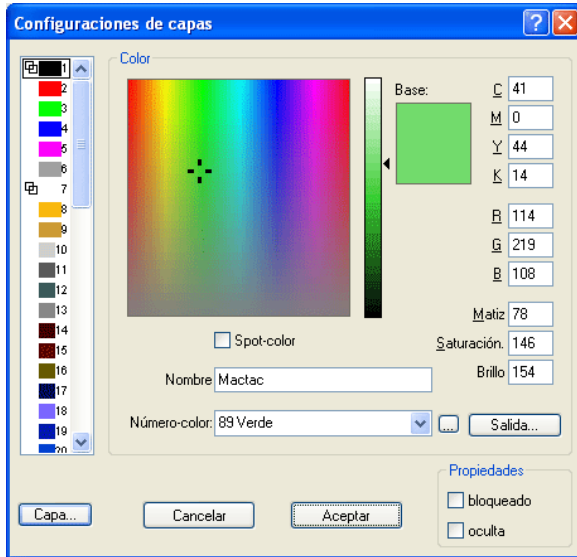 Configuraciones de capas
1
2
3
4
5
6
7
8
9
10
11
12
13
14
15
16
17
18
19
20
Color
Base:
C 41
M 0
Y 44
K 14
R 114
G 219
B 108
Matiz 78
Saturación. 146
Brillo 154
Spot-color
Nombre Mactac
Número-color: 89 Verde
...
Salida...
Propiedades
bloqueado
oculta
Capa...
Cancelar
Aceptar